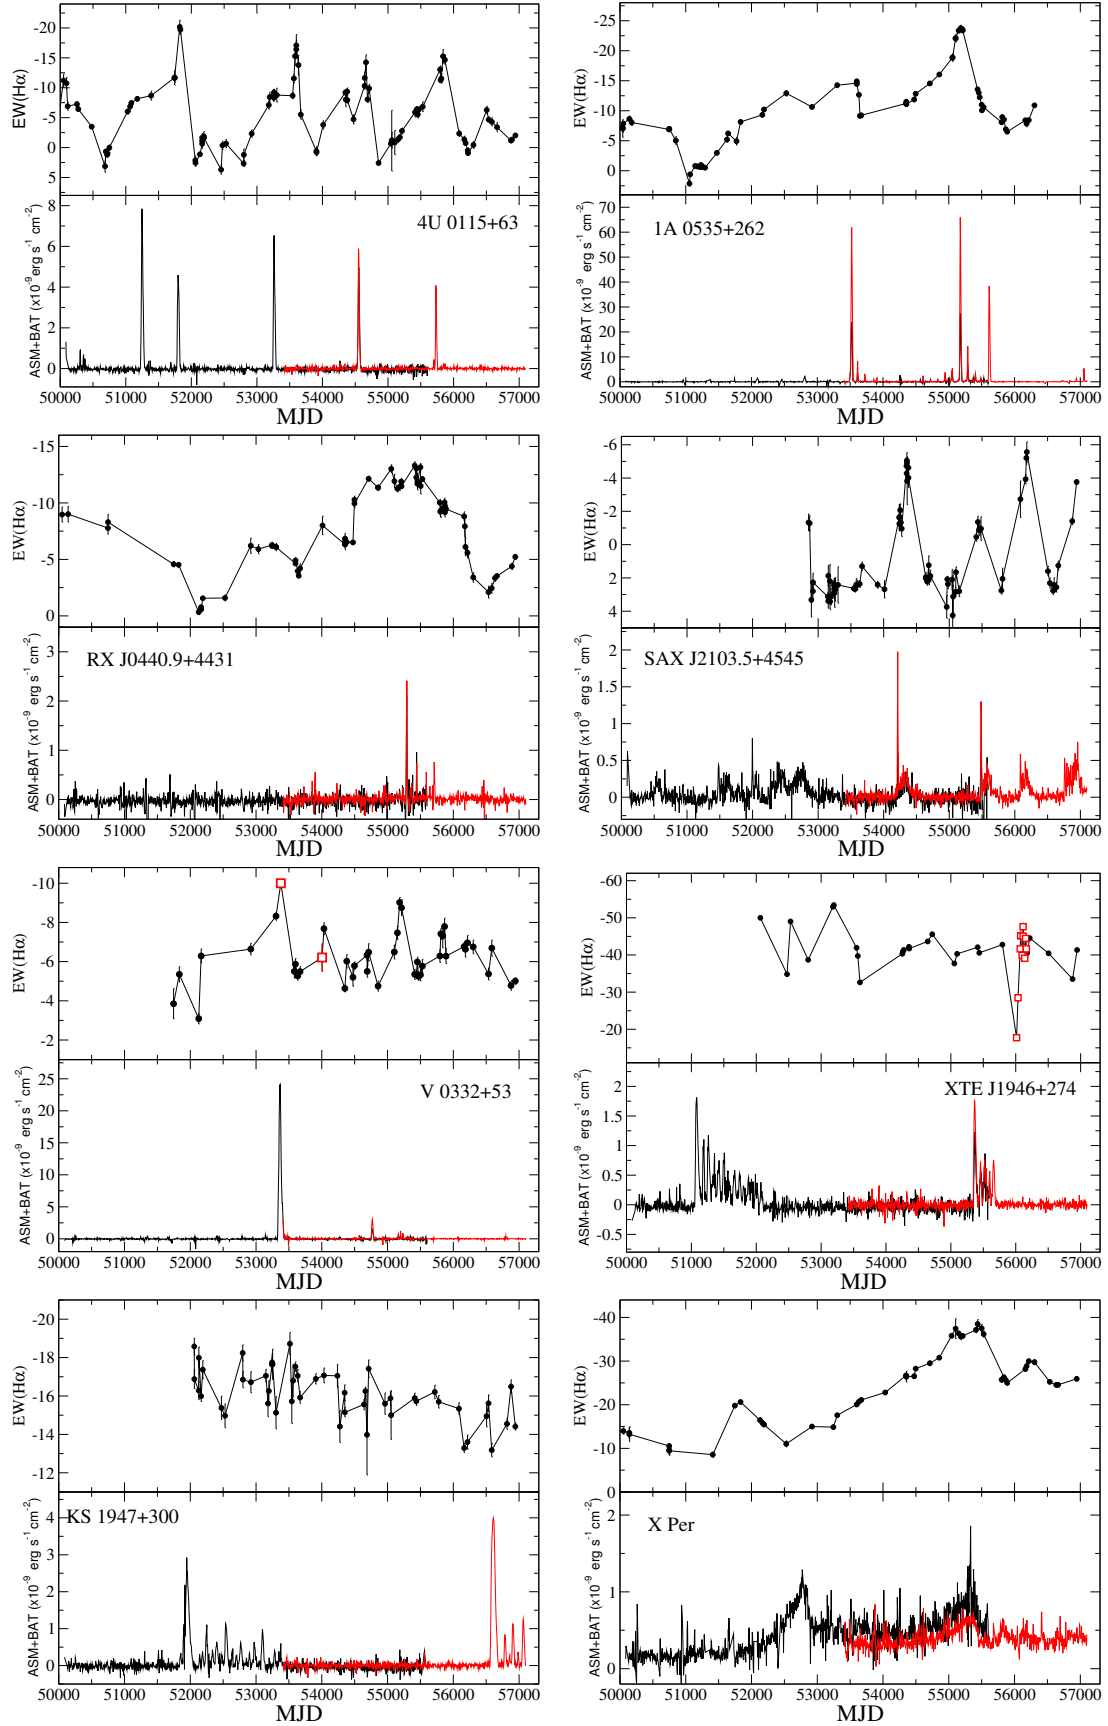 -20
-15
-10
-5
0
5
EW(Hα)
8
6
4
2
0
ASM+BAT (x10⁻⁹erg s⁻¹ cm⁻²)
4U 0115+63
50000 51000 52000 53000 54000 55000 56000 57000
MJD
-25
-20
-15
-10
-5
0
EW(Hα)
70
60
50
40
30
20
10
0
ASM+BAT (x10⁻⁹ erg s⁻¹ cm⁻²)
1A 0535+262
50000 51000 52000 53000 54000 55000 56000 57000
MJD
-15
-10
-5
0
EW(Hα)
3
2
1
0
ASM+BAT (x10⁻⁹ erg s⁻¹ cm⁻²)
RX J0440.9+4431
50000 51000 52000 53000 54000 55000 56000 57000
MJD
-6
-4
-2
0
2
4
EW(Hα)
2
1.5
1
0.5
0
ASM+BAT (x10⁻⁹ erg s⁻¹ cm⁻²)
SAX J2103.5+4545
50000 51000 52000 53000 54000 55000 56000 57000
MJD
-10
-8
-6
-4
-2
EW(Hα)
25
20
15
10
5
0
ASM+BAT (x10⁻⁹ erg s⁻¹ cm⁻²)
V 0332+53
50000 51000 52000 53000 54000 55000 56000 57000
MJD
-60
-50
-40
-30
-20
EW(Hα)
2
1.5
1
0.5
0
-0.5
ASM+BAT (x10⁻⁹ erg s⁻¹ cm⁻²)
XTE J1946+274
50000 51000 52000 53000 54000 55000 56000 57000
MJD
-20
-18
-16
-14
-12
EW(Hα)
4
3
2
1
0
ASM+BAT (x10⁻⁹ erg s⁻¹ cm⁻²)
KS 1947+300
50000 51000 52000 53000 54000 55000 56000 57000
MJD
-40
-30
-20
-10
0
EW(Hα)
2
1
0
ASM+BAT (x10⁻⁹ erg s⁻¹ cm⁻²)
X Per
50000 51000 52000 53000 54000 55000 56000 57000
MJD